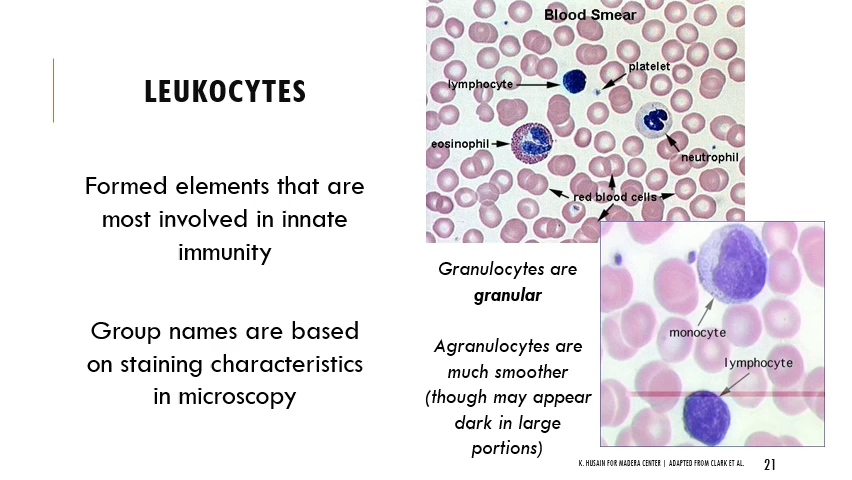 LEUKOCYTES
Formed elements that are
most involved in innate
immunity
Group names are based
on staining characteristics
in microscopy
Blood Smear
platelet
lymphocyte
eosinophil
neutrophil
red blood cells
Granulocytes are
granular
Agranulocytes are
much smoother
(though may appear
dark in large
portions)
monocyte
lymphocyte
K. HUSAIN FOR MADERA CENTER | ADAPTED FROM CLARK ET AL.
21